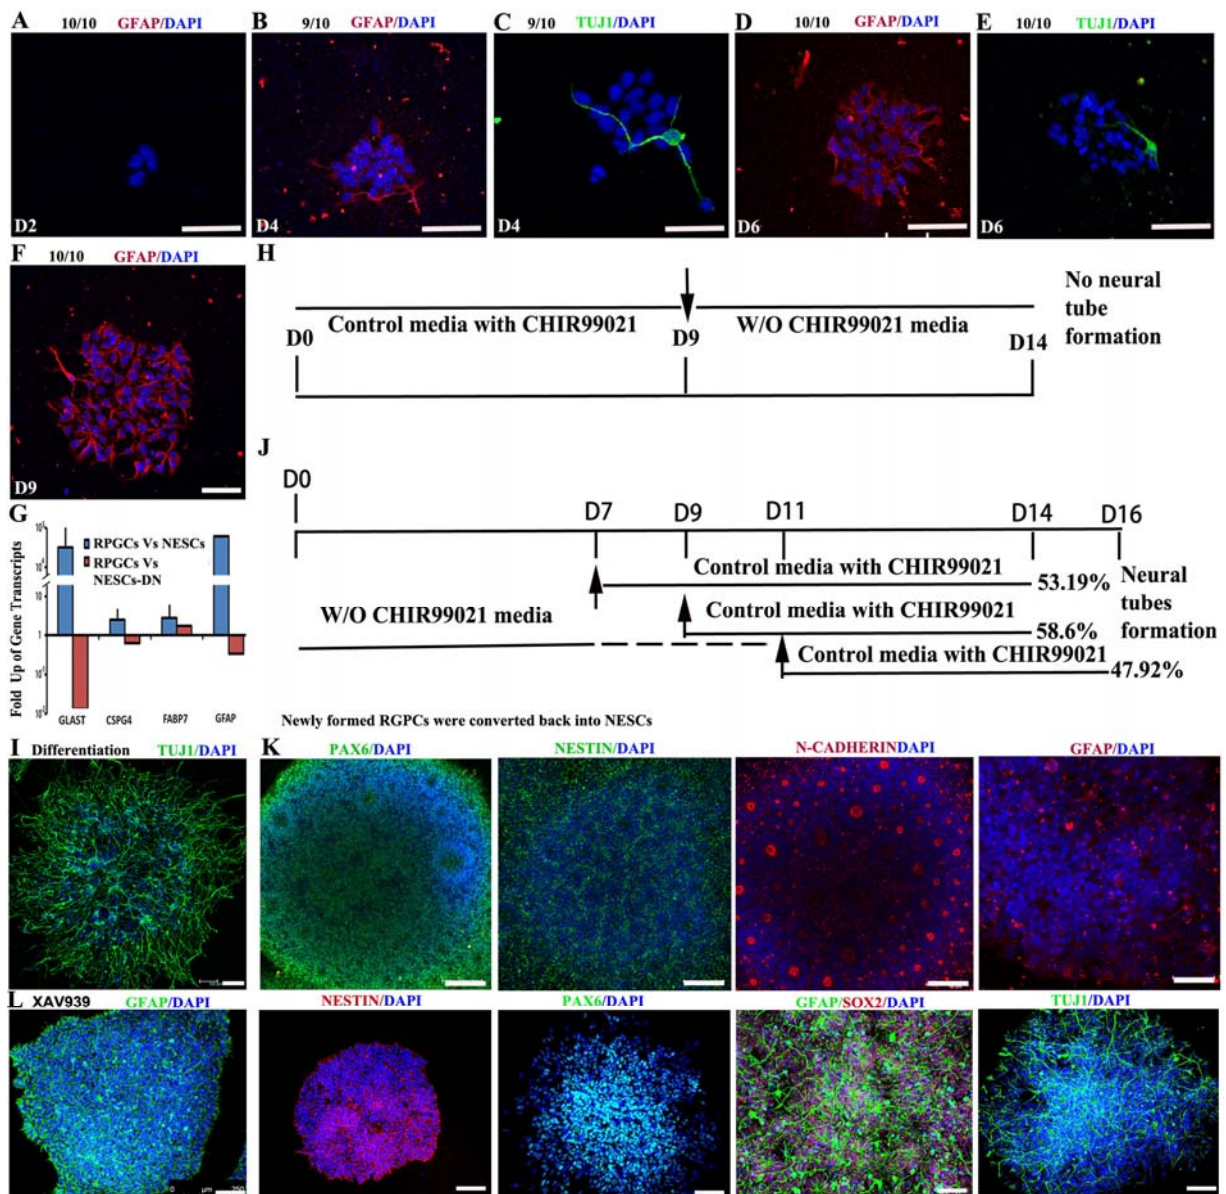 A 10/10 GFAP/DAPI
B 9/10 GFAP/DAPI
C 9/10 TUJ1/DAPI
D 10/10 GFAP/DAPI
E 10/10 TUJ1/DAPI
D2
D4
D4
D6
D6
F 10/10 GFAP/DAPI
D9
H
Control media with CHIR99021
W/O CHIR99021 media
D0
D9
D14
No neural
tube
formation
G
Fold Up of Gene Transcripts
RPGCs Vs NESCs
RPGCs Vs
NESCs-DN
10
1
GLAST
CSPG4
FABP7
GFAP
J
D0
D7
D9
D11
D14
D16
W/O CHIR99021 media
Control media with CHIR99021
53.19%
Control media with CHIR99021
58.6%
Control media with CHIR99021
47.92%
Neural
tubes
formation
Newly formed RGPCs were converted back into NESCs
I Differentiation TUJ1/DAPI
K PAX6/DAPI
NESTIN/DAPI
N-CADHERINDAPI
GFAP/DAPI
L XAV939 GFAP/DAPI
NESTIN/DAPI
PAX6/DAPI
GFAP/SOX2/DAPI
TUJ1/DAPI
0 µm 250